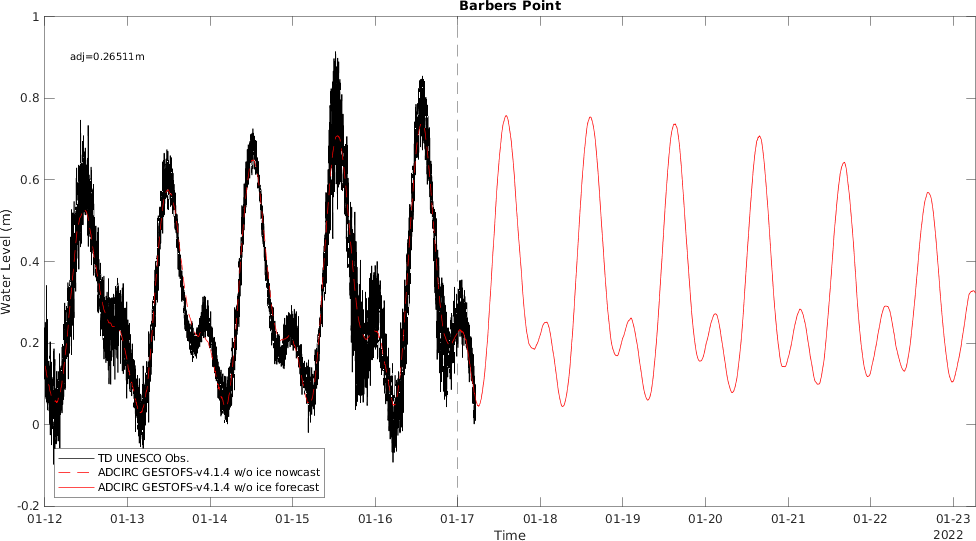 Barbers Point
adj=0.26511m
1
0.8
0.6
0.4
0.2
0
-0.2
Water Level (m)
TD UNESCO Obs.
ADCIRC GESTOFS-v4.1.4 w/o ice nowcast
ADCIRC GESTOFS-v4.1.4 w/o ice forecast
01-12 01-13 01-14 01-15 01-16 01-17 01-18 01-19 01-20 01-21 01-22 01-23
Time
2022